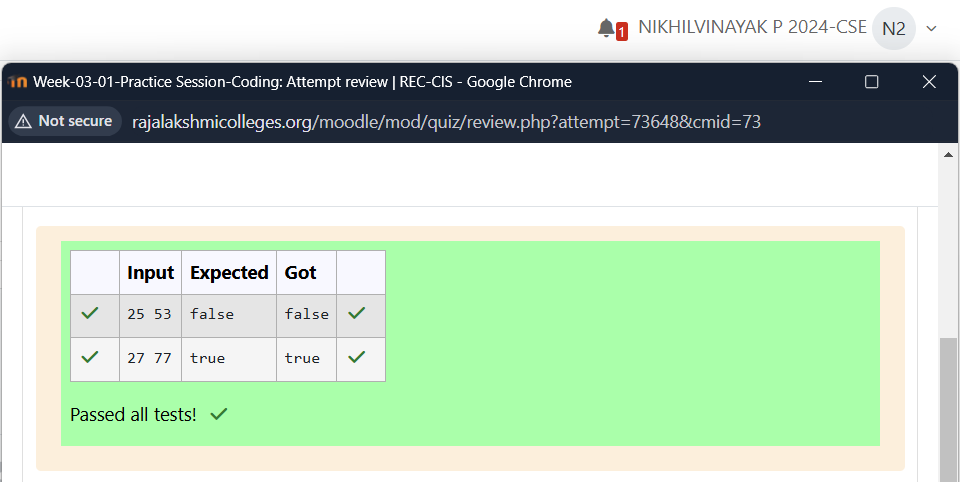 1 NIKHILVINAYAK P 2024-CSE N2
Week-03-01-Practice Session-Coding: Attempt review | REC-CIS - Google Chrome
Not secure rajalakshmicolleges.org/moodle/mod/quiz/review.php?attempt=73648&cmid=73
Input Expected Got
25 53 false false
27 77 true true
Passed all tests!